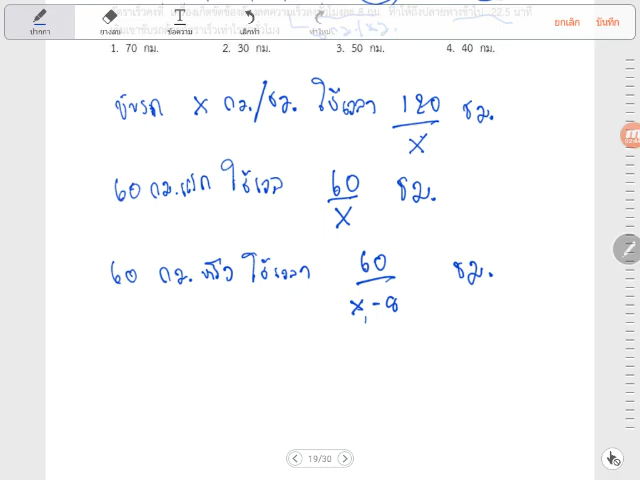 ยกเลิก บันทึก
ปากกา ยางลบ ข้อความ เลิกทำ ทำใหม่
1. 70 กม. 2. 30 กม. 3. 50 กม. 4. 40 กม.
ขับรถ x กม./ชม. ใช้เวลา 120/x ชม.
60 กม.แรก ใช้เวลา 60/x ชม.
60 กม. หลัง ใช้เวลา 60/(x-8) ชม.
19/30